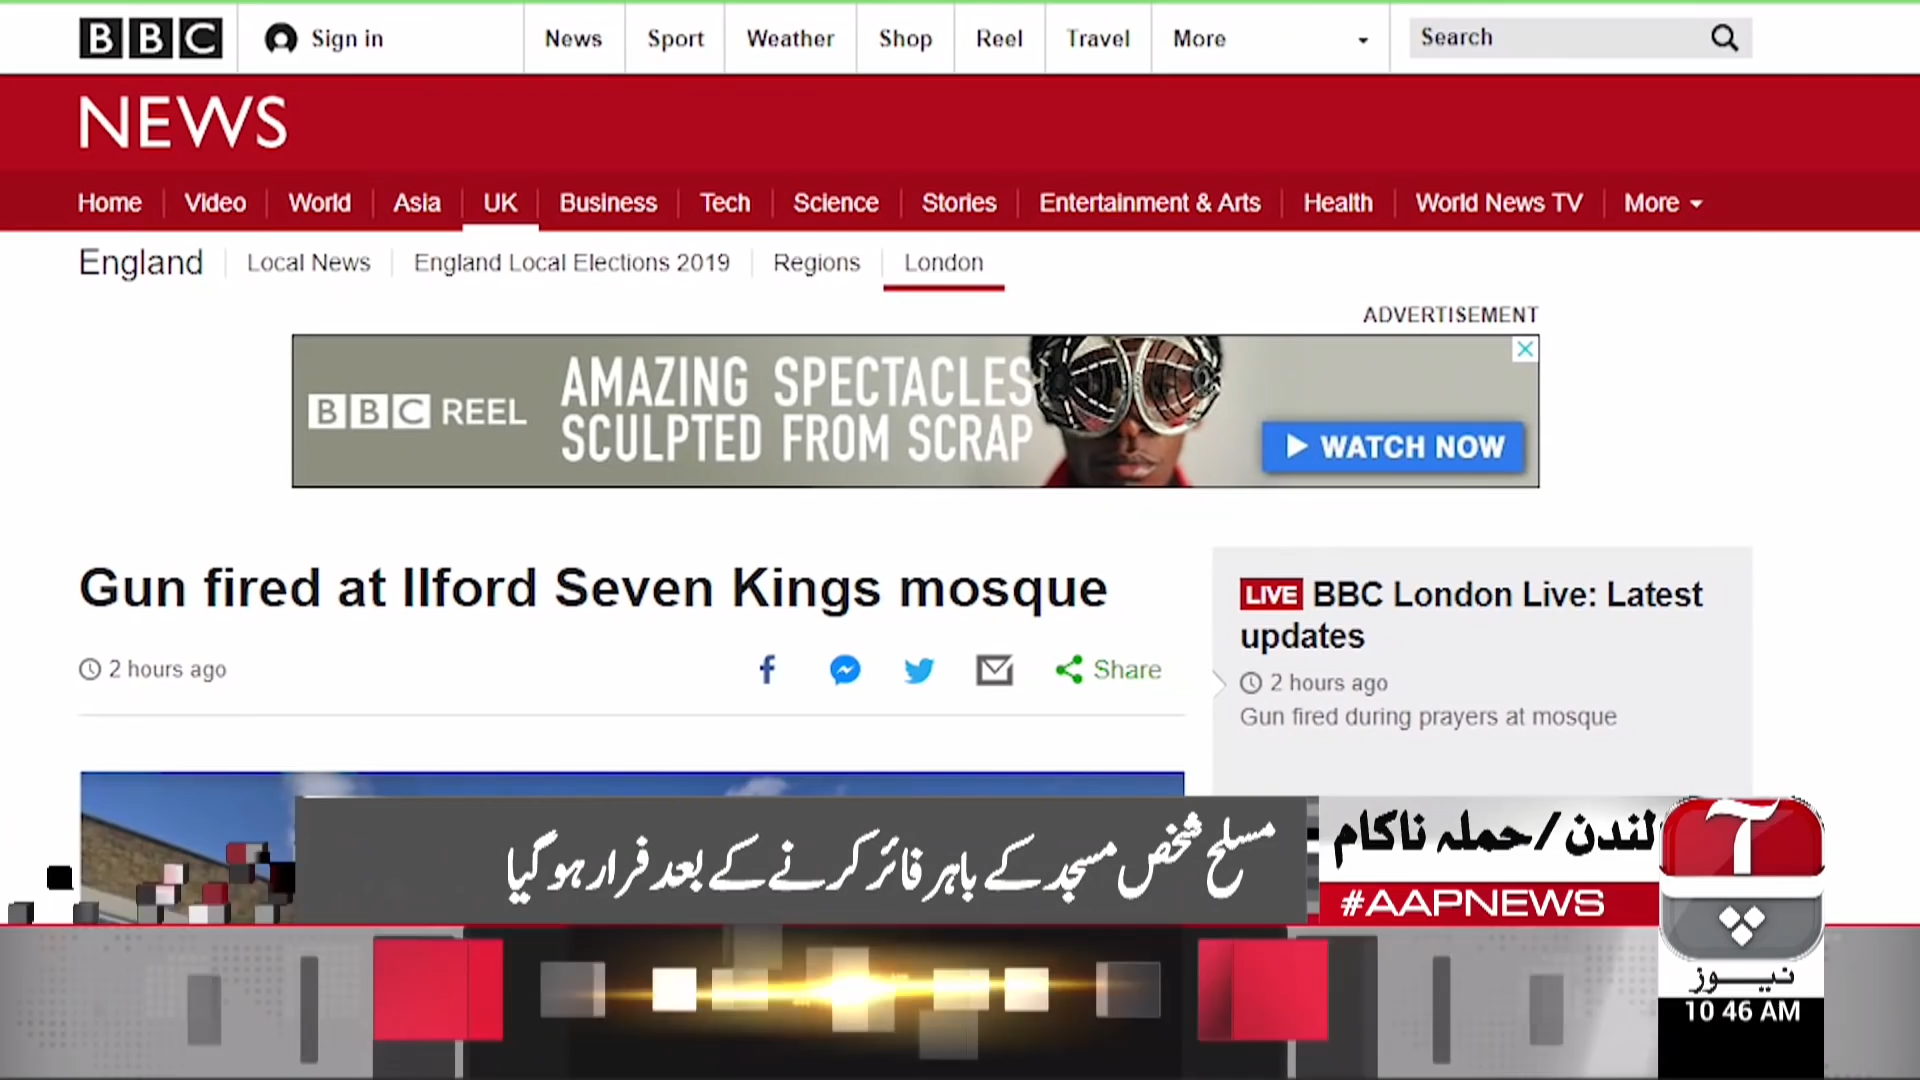 BBC Sign in News Sport Weather Shop Reel Travel More Search
NEWS
Home Video World Asia UK Business Tech Science Stories Entertainment & Arts Health World News TV More
England Local News England Local Elections 2019 Regions London
ADVERTISEMENT
BBC REEL
AMAZING SPECTACLES
SCULPTED FROM SCRAP
WATCH NOW
Gun fired at Ilford Seven Kings mosque
2 hours ago
Share
LIVE BBC London Live: Latest
updates
2 hours ago
Gun fired during prayers at mosque
لندن/حملہ ناکام
مسلح شخص مسجد کے باہر فائر کرنے کے بعد فرار ہو گیا
#AAPNEWS
آپ
نیوز
10 46 AM